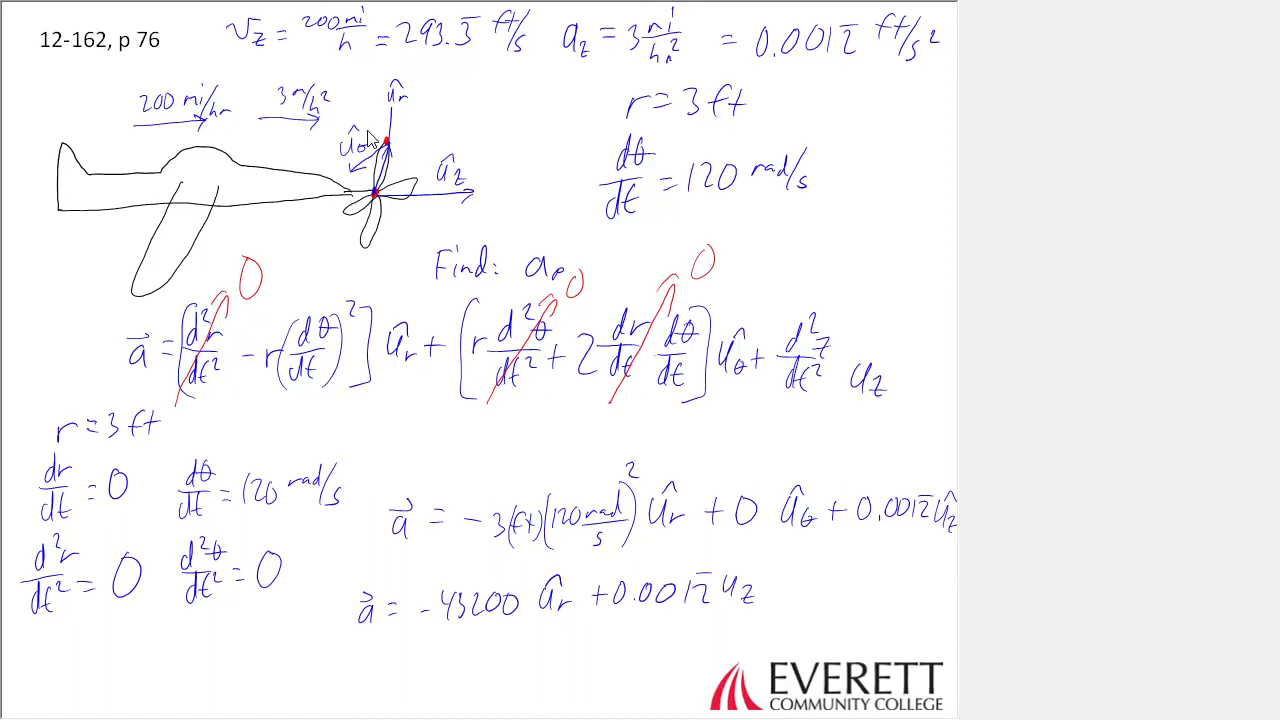 12-162, p 76
v_z = 200 mi/h = 293.3̅ ft/s a_z = 3 mi/hr² = 0.0012̅ ft/s²
200 mi/hr 3 m/h² û_r
r = 3 ft
û_θ û_z
dθ/dt = 120 rad/s
Find: a_p
0 0 0
a⃗ = [d²r/dt² − r(dθ/dt)²] û_r + [r d²θ/dt² + 2 dr/dt dθ/dt] û_θ + d²z/dt² u_z
r = 3 ft
dr/dt = 0 dθ/dt = 120 rad/s
a⃗ = −3(ft)(120 rad/s)² û_r + 0 û_θ + 0.0012̅ û_z
d²r/dt² = 0 d²θ/dt² = 0
a⃗ = −43200 û_r + 0.0012̅ u_z
EVERETT
COMMUNITY COLLEGE